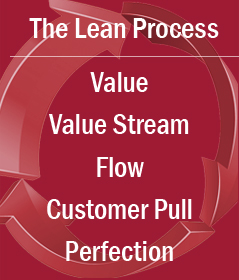 The Lean Process
Value
Value Stream
Flow
Customer Pull
Perfection